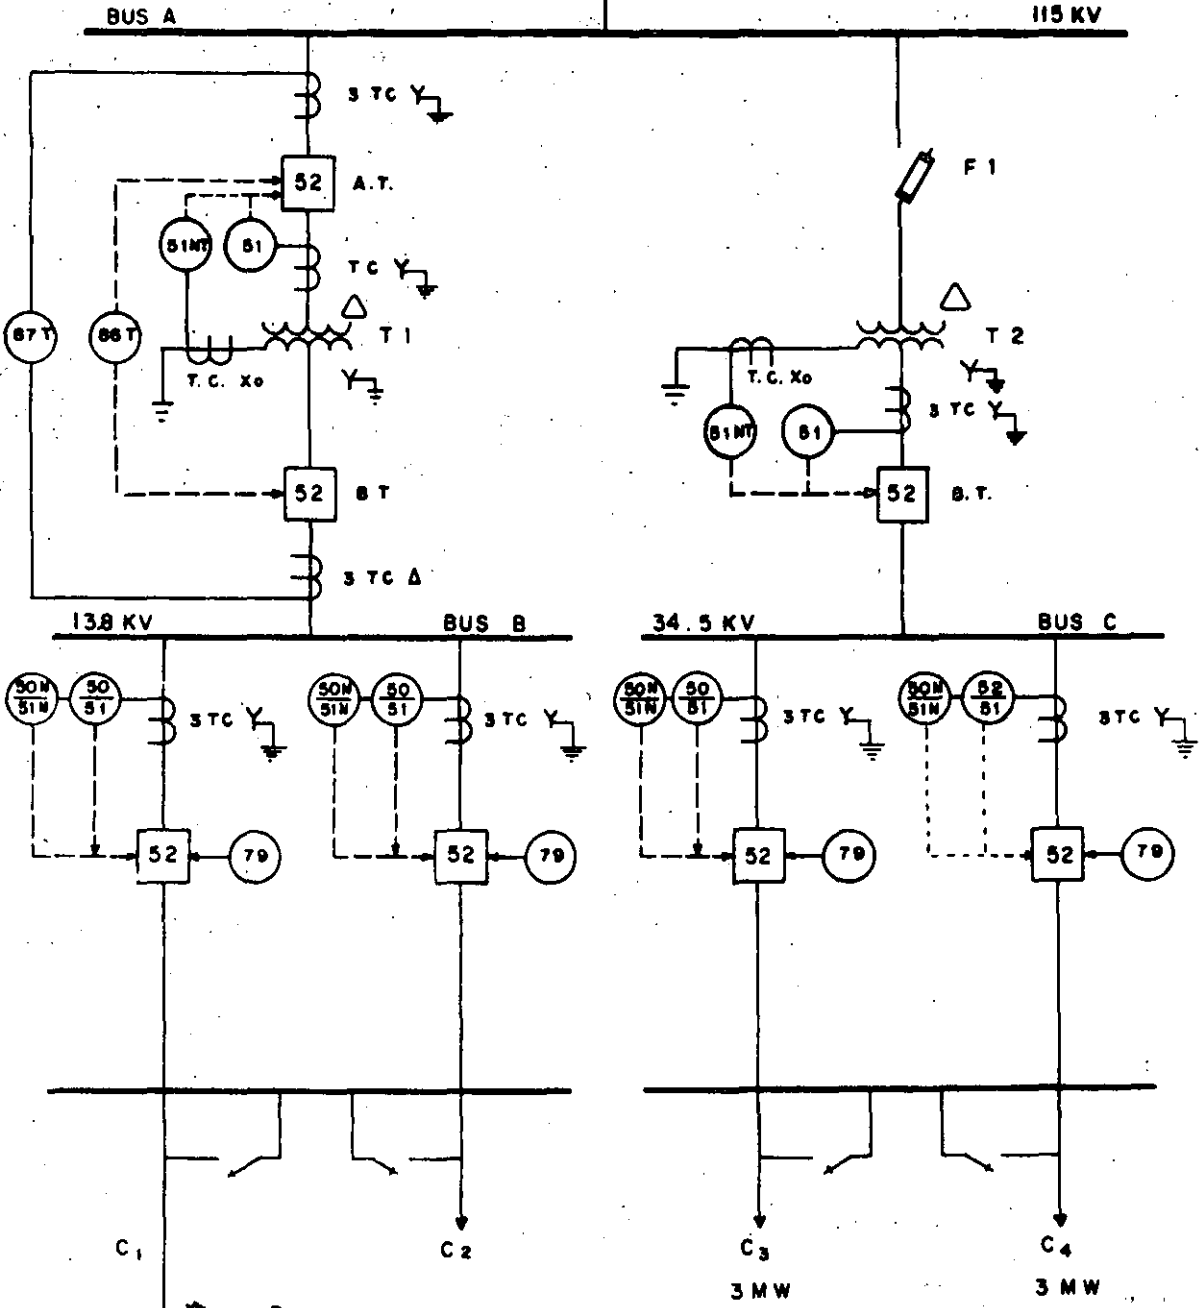 BUS A
115 KV
3 TC
52
A.T.
F 1
51NT
51
TC
87 T
86 T
T 1
T 2
T.C. Xo
T.C. Xo
3 TC
51NT
51
52
B T
52
B.T.
3 TC Δ
13.8 KV
BUS B
34.5 KV
BUS C
50N
51N
50
51
3 TC
50N
51N
50
51
3 TC
50N
51N
50
51
3 TC
50N
51N
52
51
3 TC
52
79
52
79
52
79
52
79
C1
C2
C3
C4
3 MW
3 MW